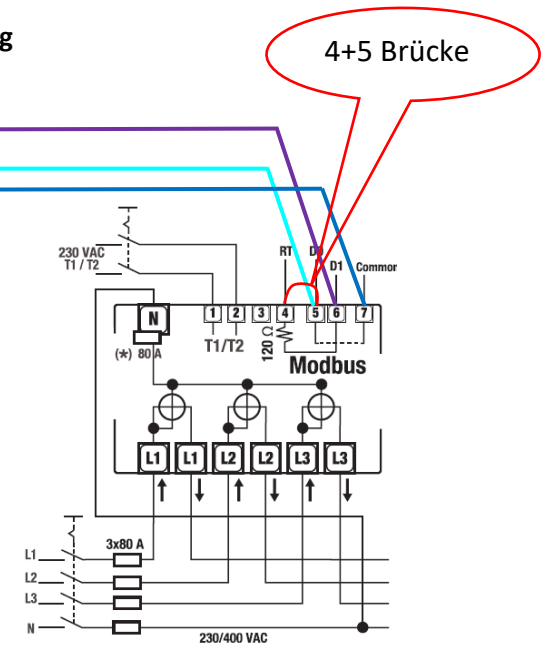 g
4+5 Brücke
230 VAC
T1 / T2
RT
D0
D1
Commor
N
1
2
3
4
5
6
7
(*) 80 A
T1/T2
120 Ω
Modbus
L1
L1
L2
L2
L3
L3
3x80 A
L1
L2
L3
N
230/400 VAC